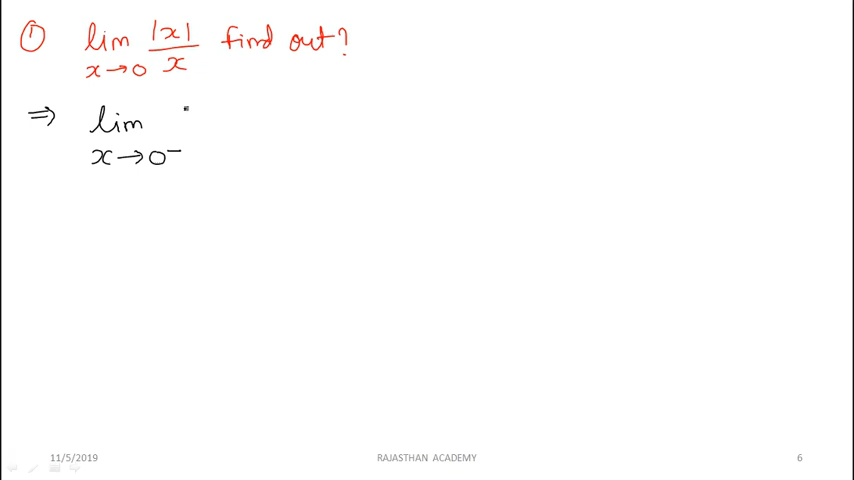 ① lim |x|/x find out?
x→0
⇒ lim
x→0−
11/5/2019 RAJASTHAN ACADEMY 6